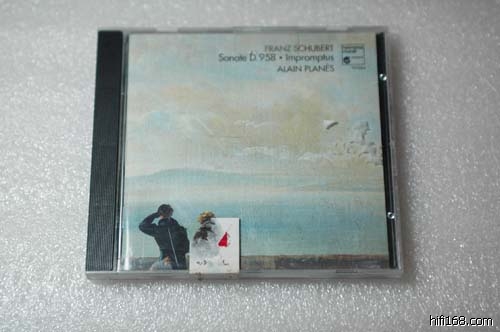 FRANZ SCHUBERT
Sonate D. 958 • Impromptus
ALAIN PLANÈS
hifi168.com